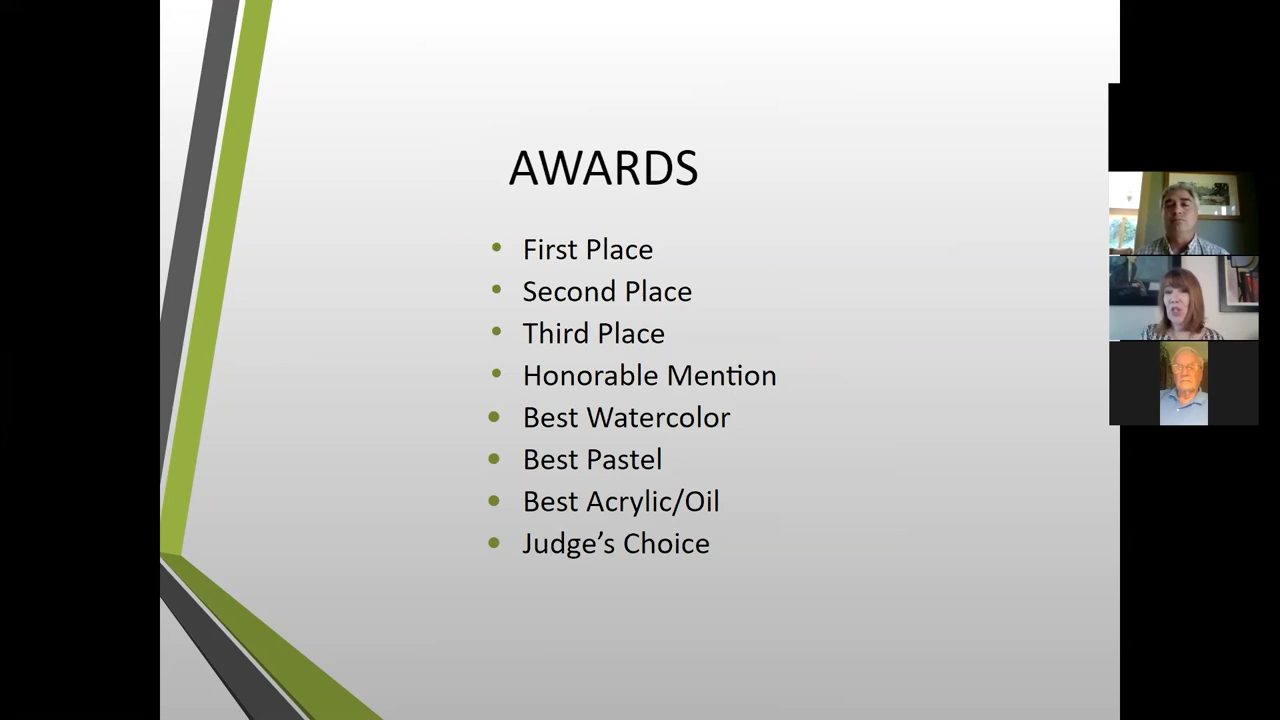 AWARDS
• First Place
• Second Place
• Third Place
• Honorable Mention
• Best Watercolor
• Best Pastel
• Best Acrylic/Oil
• Judge’s Choice